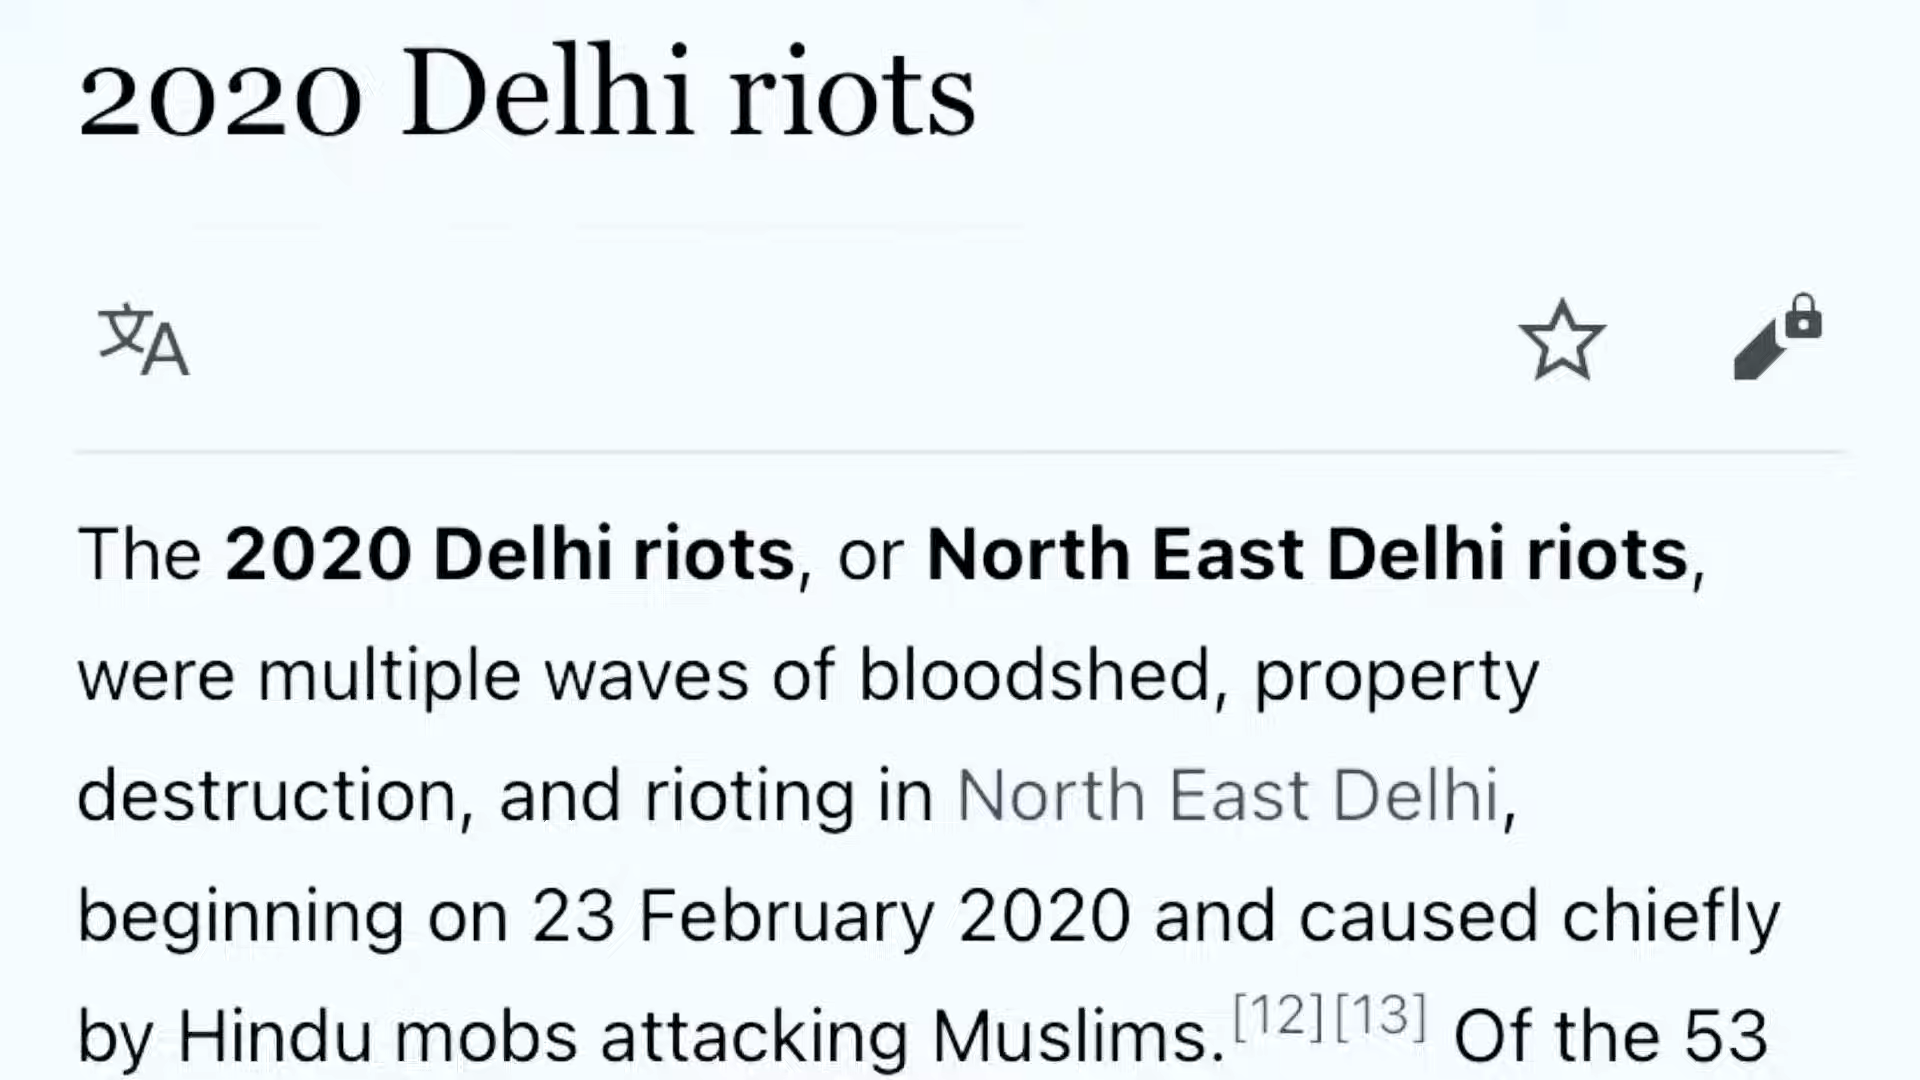 2020 Delhi riots
文A
The 2020 Delhi riots, or North East Delhi riots,
were multiple waves of bloodshed, property
destruction, and rioting in North East Delhi,
beginning on 23 February 2020 and caused chiefly
by Hindu mobs attacking Muslims.[12][13] Of the 53